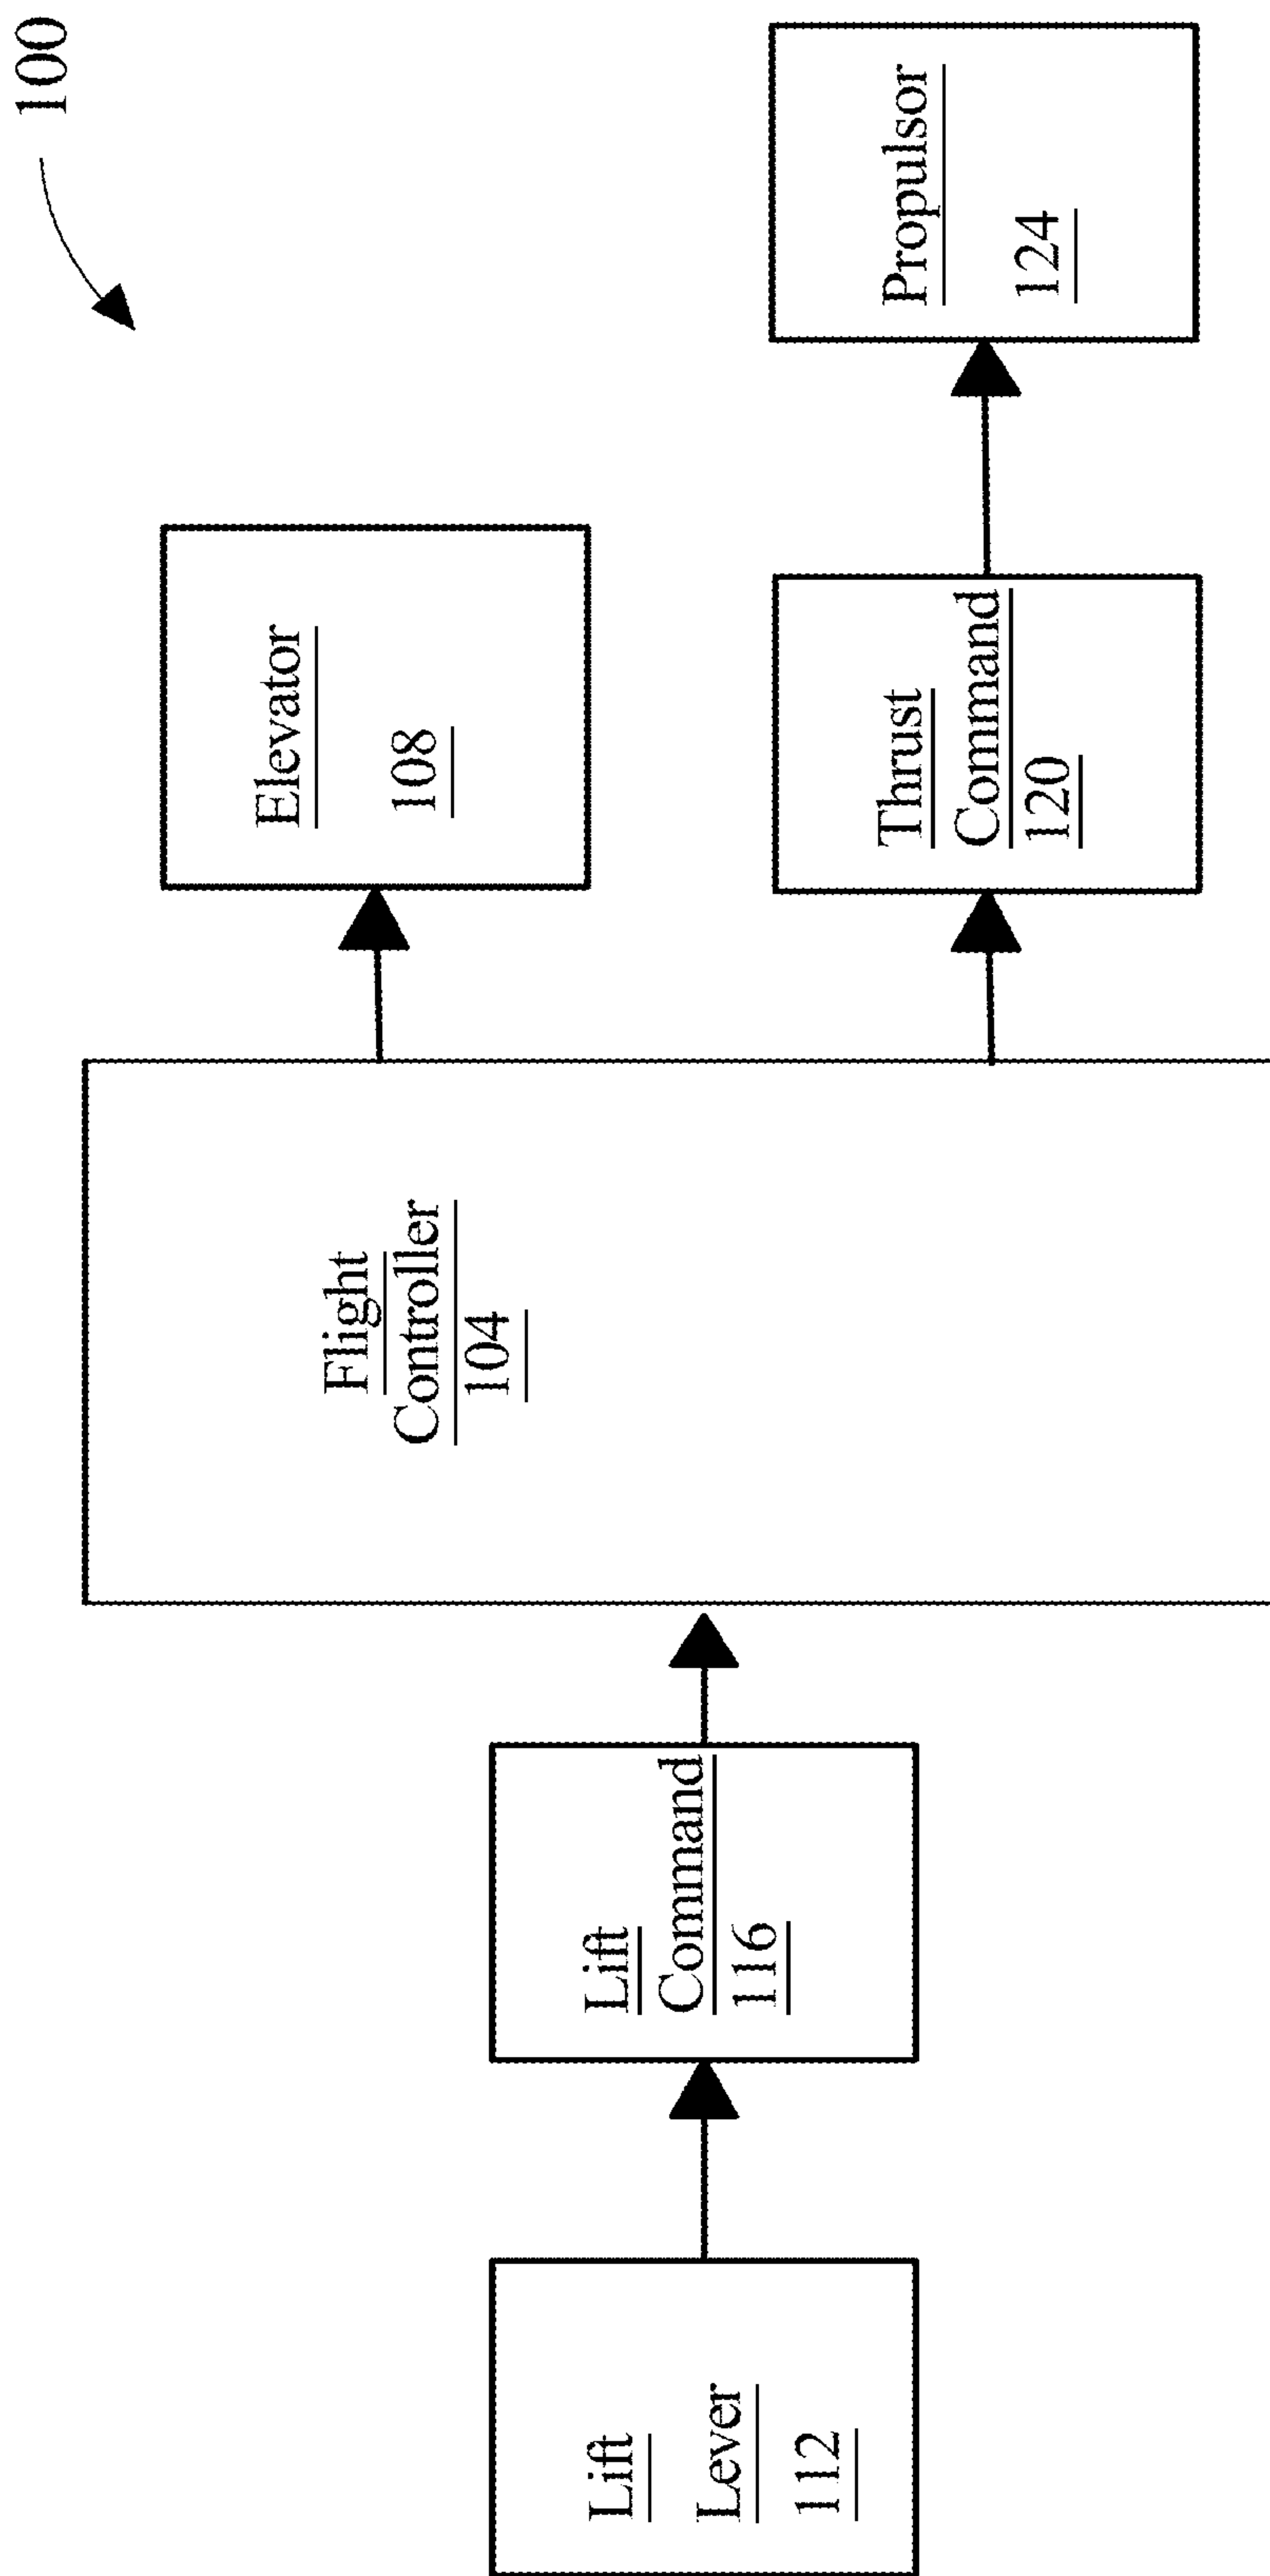 100
Lift
Lever
112
Lift
Command
116
Flight
Controller
104
Elevator
108
Thrust
Command
120
Propulsor
124